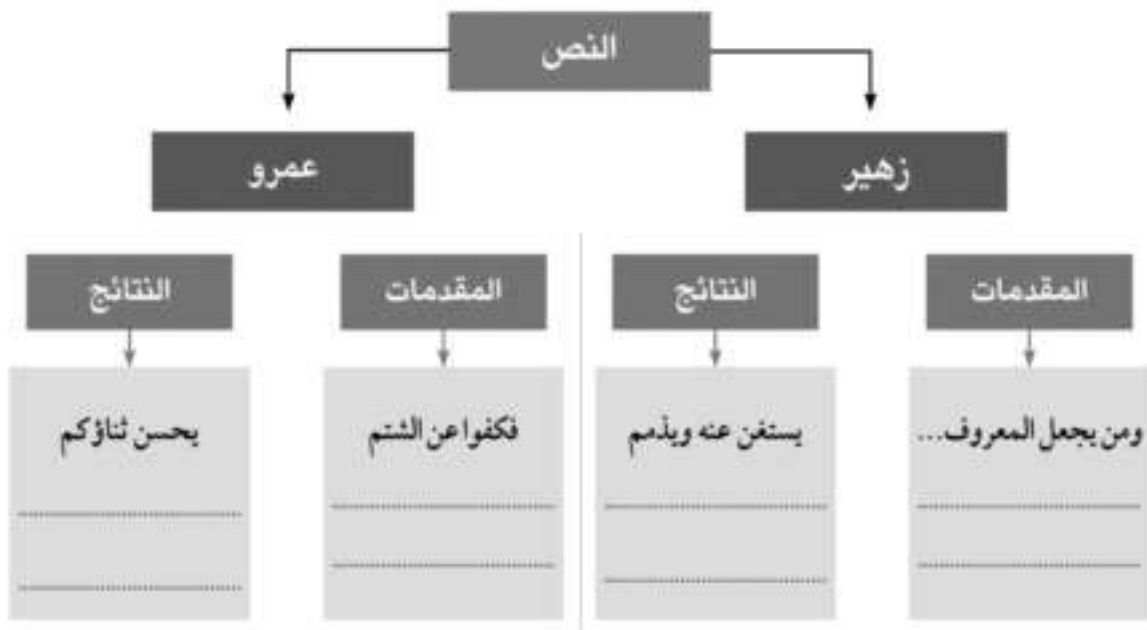 النص
زهير
عمرو
المقدمات
النتائج
المقدمات
النتائج
ومن يجعل المعروف...
يستغن عنه ويذمم
فكفوا عن الشتم
يحسن ثناؤكم